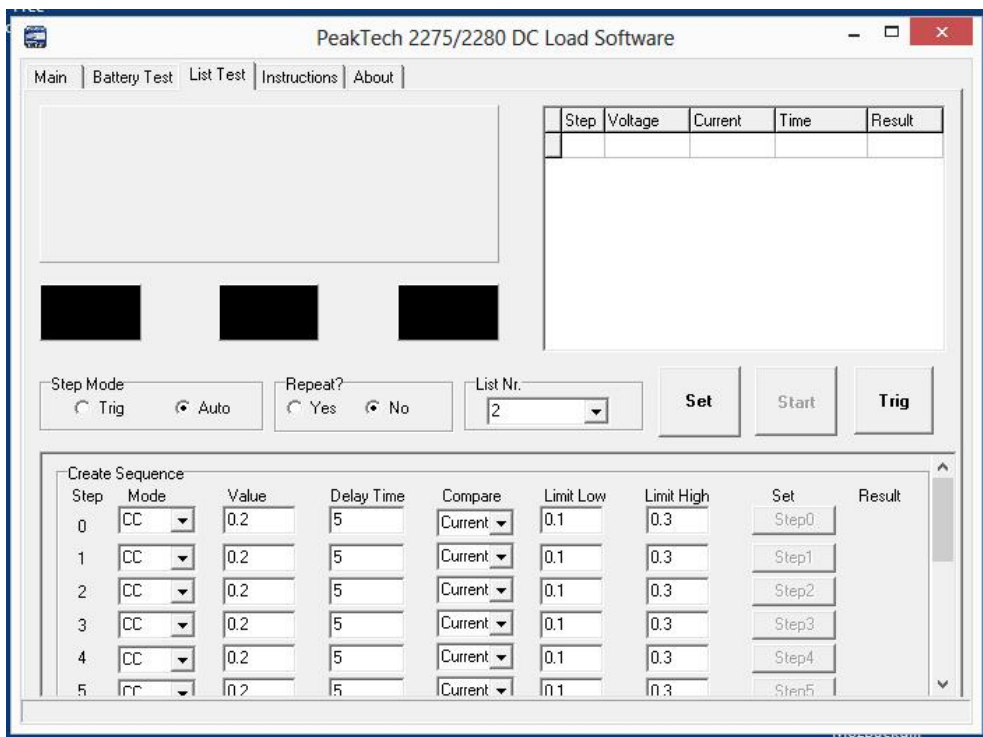 PeakTech 2275/2280 DC Load Software
Main Battery Test List Test Instructions About
Step Voltage Current Time Result
Step Mode Repeat? List Nr.
Trig Auto Yes No 2 Set Start Trig
Create Sequence
Step Mode Value Delay Time Compare Limit Low Limit High Set Result
0 CC 0.2 5 Current 0.1 0.3 Step0
1 CC 0.2 5 Current 0.1 0.3 Step1
2 CC 0.2 5 Current 0.1 0.3 Step2
3 CC 0.2 5 Current 0.1 0.3 Step3
4 CC 0.2 5 Current 0.1 0.3 Step4
5 CC 0.2 5 Current 0.1 0.3 Step5